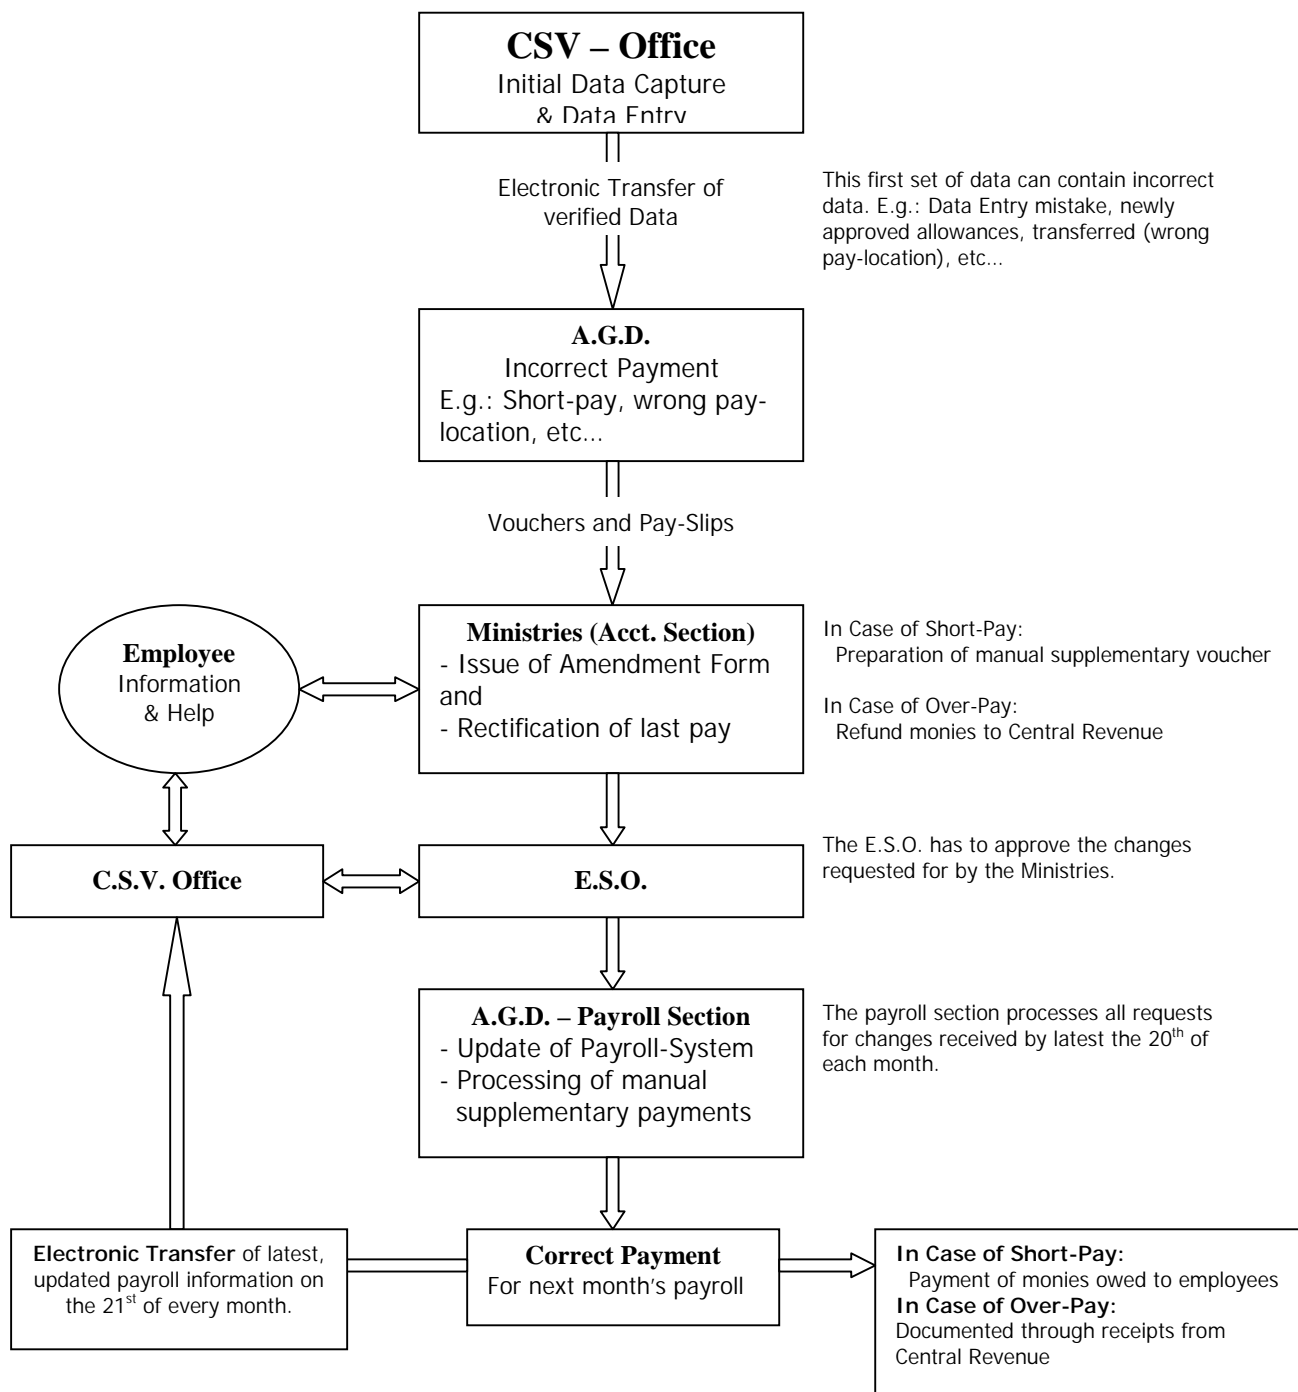 CSV – Office
Initial Data Capture
& Data Entry
Electronic Transfer of
verified Data
This first set of data can contain incorrect
data. E.g.: Data Entry mistake, newly
approved allowances, transferred (wrong
pay-location), etc...
A.G.D.
Incorrect Payment
E.g.: Short-pay, wrong pay-
location, etc...
Vouchers and Pay-Slips
Employee
Information
& Help
Ministries (Acct. Section)
- Issue of Amendment Form
and
- Rectification of last pay
In Case of Short-Pay:
Preparation of manual supplementary voucher
In Case of Over-Pay:
Refund monies to Central Revenue
C.S.V. Office
E.S.O.
The E.S.O. has to approve the changes
requested for by the Ministries.
A.G.D. – Payroll Section
- Update of Payroll-System
- Processing of manual
supplementary payments
The payroll section processes all requests
for changes received by latest the 20th of
each month.
Electronic Transfer of latest,
updated payroll information on
the 21st of every month.
Correct Payment
For next month's payroll
In Case of Short-Pay:
Payment of monies owed to employees
In Case of Over-Pay:
Documented through receipts from
Central Revenue